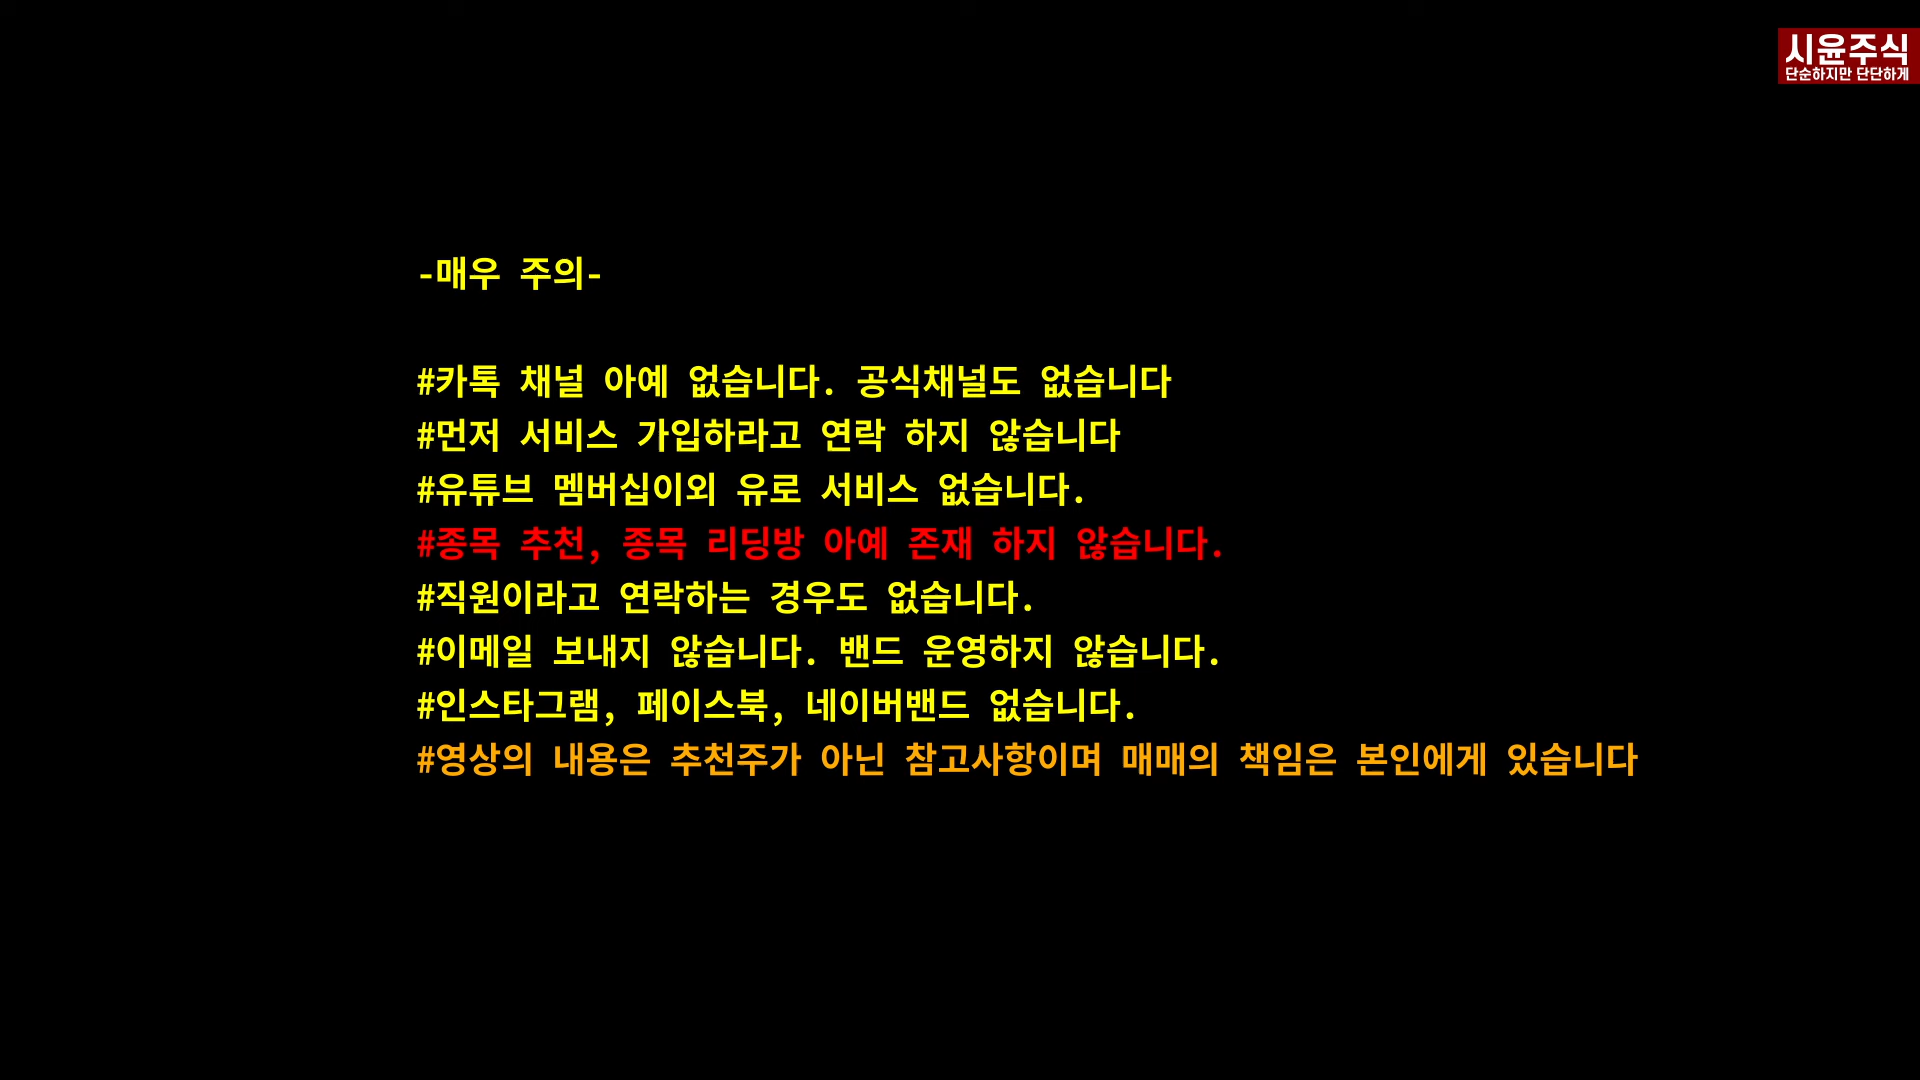 시윤주식
단순하지만 단단하게
-매우 주의-
#카톡 채널 아예 없습니다. 공식채널도 없습니다
#먼저 서비스 가입하라고 연락 하지 않습니다
#유튜브 멤버십이외 유로 서비스 없습니다.
#종목 추천, 종목 리딩방 아예 존재 하지 않습니다.
#직원이라고 연락하는 경우도 없습니다.
#이메일 보내지 않습니다. 밴드 운영하지 않습니다.
#인스타그램, 페이스북, 네이버밴드 없습니다.
#영상의 내용은 추천주가 아닌 참고사항이며 매매의 책임은 본인에게 있습니다